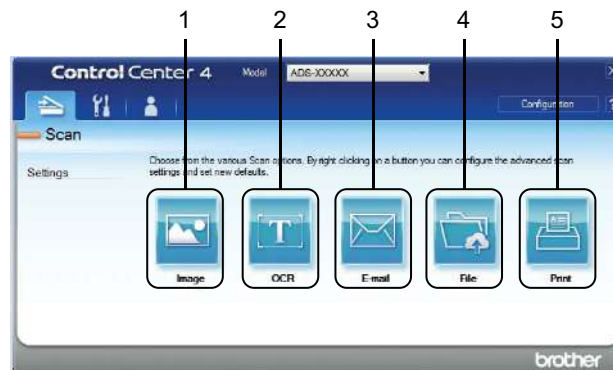 1 2 3 4 5
Control Center 4 Model ADS-XXXXX
Configuration ?
Scan
Settings
Choose from the various Scan options. By right clicking on a button you can configure the advanced scan
settings and set new defaults.
T
Image OCR E-mail File Print
brother